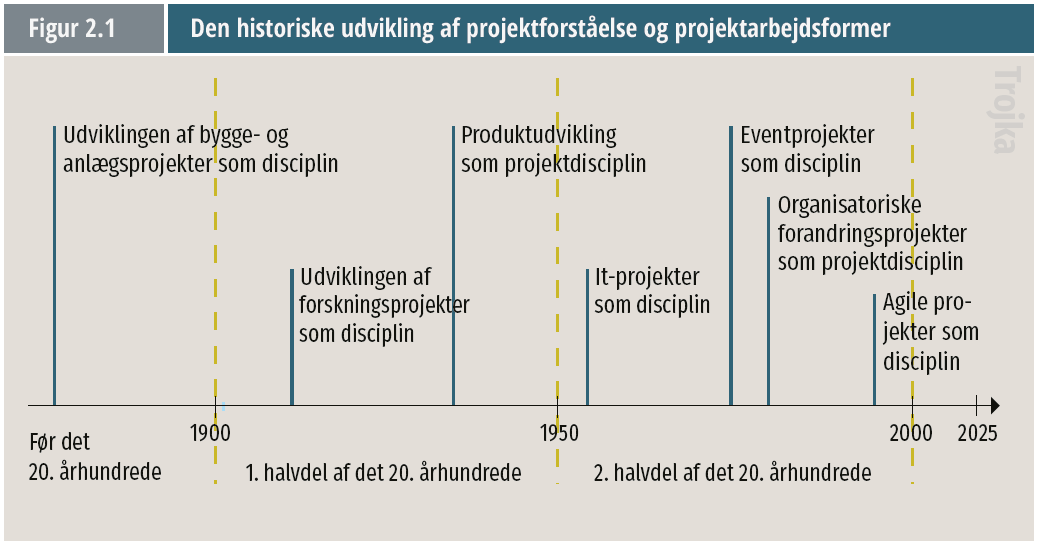 Figur 2.1
Den historiske udvikling af projektforståelse og projektarbejdsformer
Trojka
Udviklingen af bygge- og
anlægsprojekter som disciplin
Produktudvikling
som projektdisciplin
Eventprojekter
som disciplin
Organisatoriske
forandringsprojekter
som projektdisciplin
Udviklingen af
forskningsprojekter
som disciplin
It-projekter
som disciplin
Agile pro-
jekter som
disciplin
1900
1950
2000
2025
Før det
20. århundrede
1. halvdel af det 20. århundrede
2. halvdel af det 20. århundrede